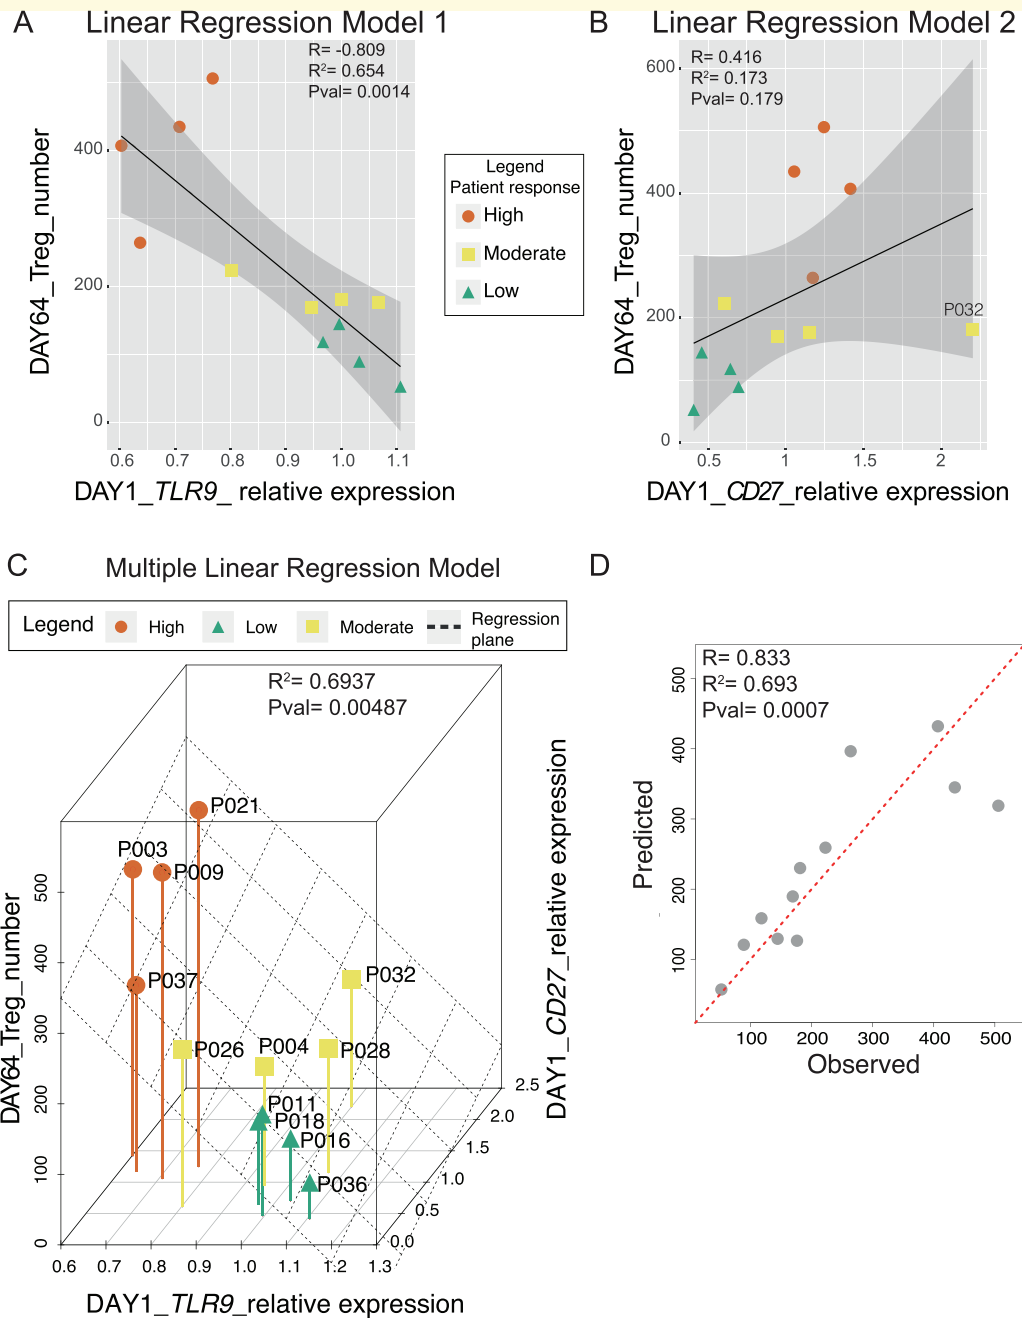 A
Linear Regression Model 1
R= -0.809
R²= 0.654
Pval= 0.0014
DAY64_Treg_number
400
200
0
0.6 0.7 0.8 0.9 1.0 1.1
DAY1_TLR9_ relative expression
Legend
Patient response
High
Moderate
Low
B
Linear Regression Model 2
R= 0.416
R²= 0.173
Pval= 0.179
P032
DAY64_Treg_number
600
400
200
0
0.5 1 1.5 2
DAY1_CD27_relative expression
C
Multiple Linear Regression Model
Legend High Low Moderate Regression
plane
R²= 0.6937
Pval= 0.00487
P021
P003
P009
P037
P032
P026
P004
P028
P011
P018
P016
P036
DAY64_Treg_number
500
400
300
200
100
0
0.6 0.7 0.8 0.9 1.0 1.1 1.2 1.3
DAY1_TLR9_relative expression
2.5
2.0
1.5
1.0
0.5
0.0
DAY1_CD27_relative expression
D
R= 0.833
R²= 0.693
Pval= 0.0007
Predicted
500
400
300
200
100
100 200 300 400 500
Observed